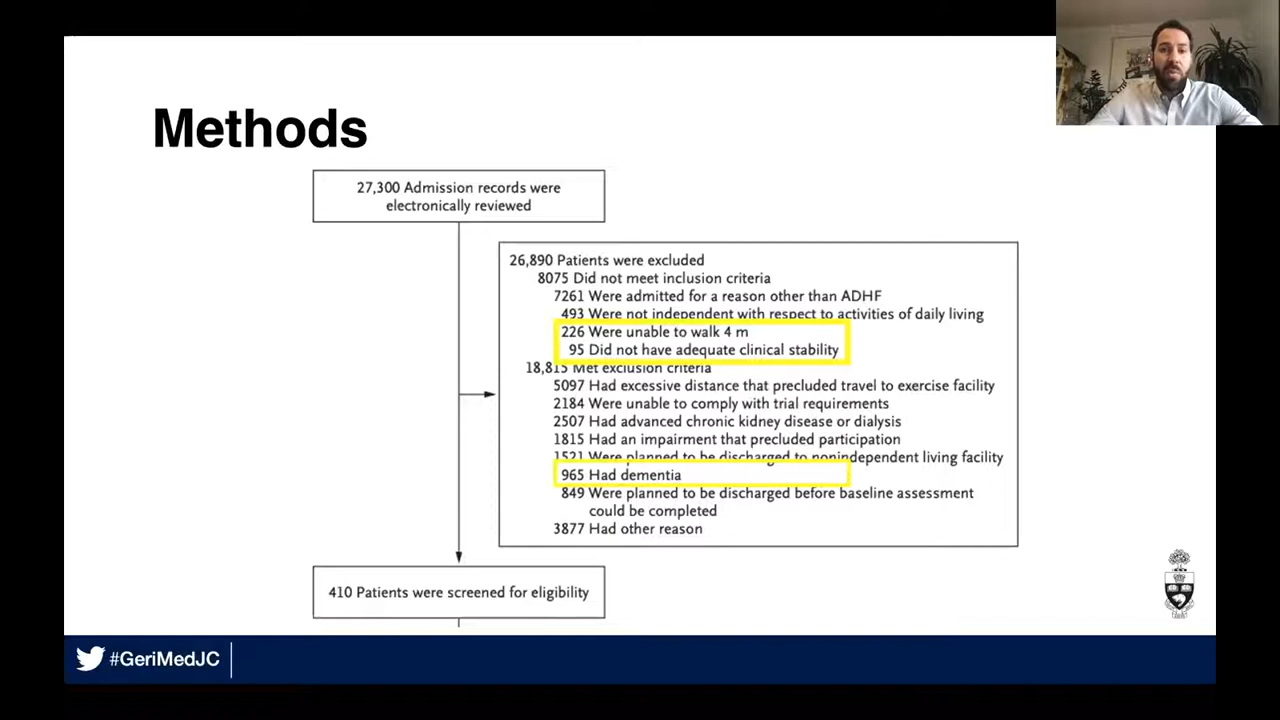 Methods
27,300 Admission records were
electronically reviewed
26,890 Patients were excluded
8075 Did not meet inclusion criteria
7261 Were admitted for a reason other than ADHF
493 Were not independent with respect to activities of daily living
226 Were unable to walk 4 m
95 Did not have adequate clinical stability
18,815 Met exclusion criteria
5097 Had excessive distance that precluded travel to exercise facility
2184 Were unable to comply with trial requirements
2507 Had advanced chronic kidney disease or dialysis
1815 Had an impairment that precluded participation
1521 Were planned to be discharged to nonindependent living facility
965 Had dementia
849 Were planned to be discharged before baseline assessment
could be completed
3877 Had other reason
410 Patients were screened for eligibility
#GeriMedJC